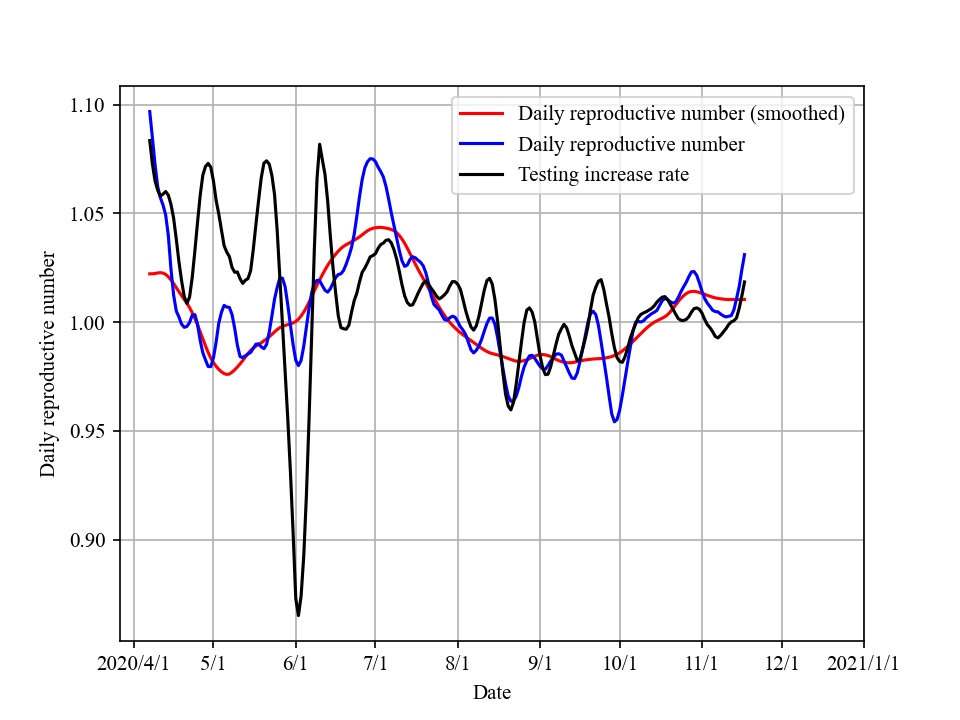 Daily reproductive number (smoothed)
Daily reproductive number
Testing increase rate
Daily reproductive number
1.10
1.05
1.00
0.95
0.90
2020/4/1 5/1 6/1 7/1 8/1 9/1 10/1 11/1 12/1 2021/1/1
Date